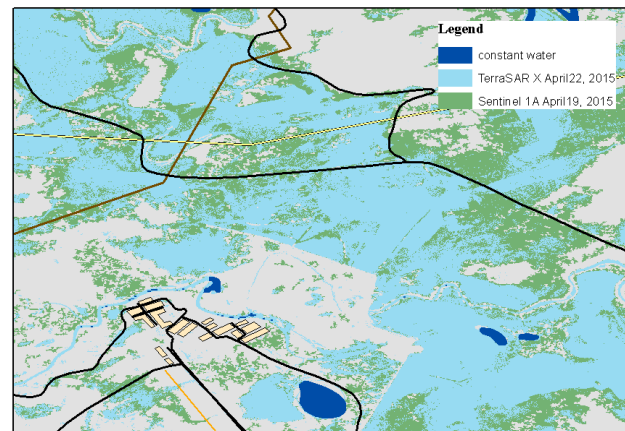 Legend
constant water
TerraSAR X April22, 2015
Sentinel 1A April19, 2015